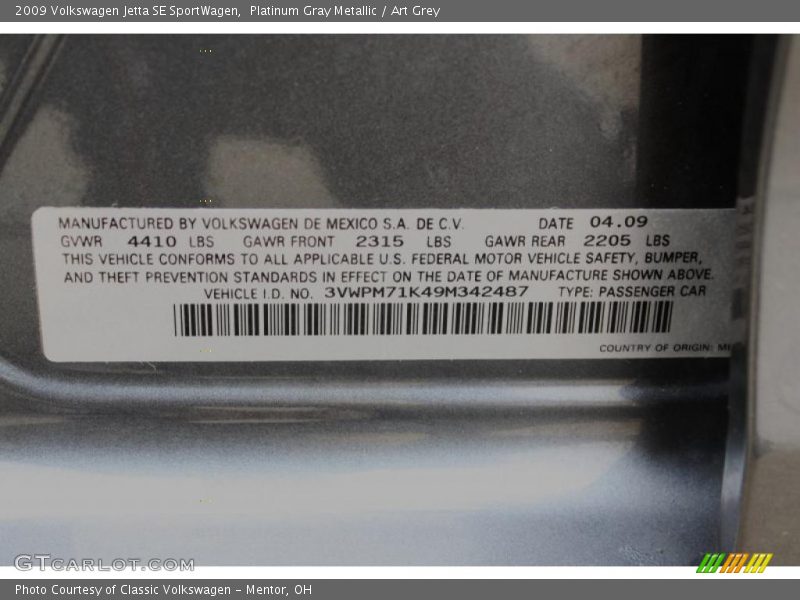 2009 Volkswagen Jetta SE SportWagen,  Platinum Gray Metallic / Art Grey
MANUFACTURED BY VOLKSWAGEN DE MEXICO S.A. DE C.V. DATE 04.09
GVWR 4410 LBS GAWR FRONT 2315 LBS GAWR REAR 2205 LBS
THIS VEHICLE CONFORMS TO ALL APPLICABLE U.S. FEDERAL MOTOR VEHICLE SAFETY, BUMPER,
AND THEFT PREVENTION STANDARDS IN EFFECT ON THE DATE OF MANUFACTURE SHOWN ABOVE.
VEHICLE I.D. NO. 3VWPM71K49M342487 TYPE: PASSENGER CAR
COUNTRY OF ORIGIN:
GTcarlot.com
Photo Courtesy of Classic Volkswagen - Mentor, OH